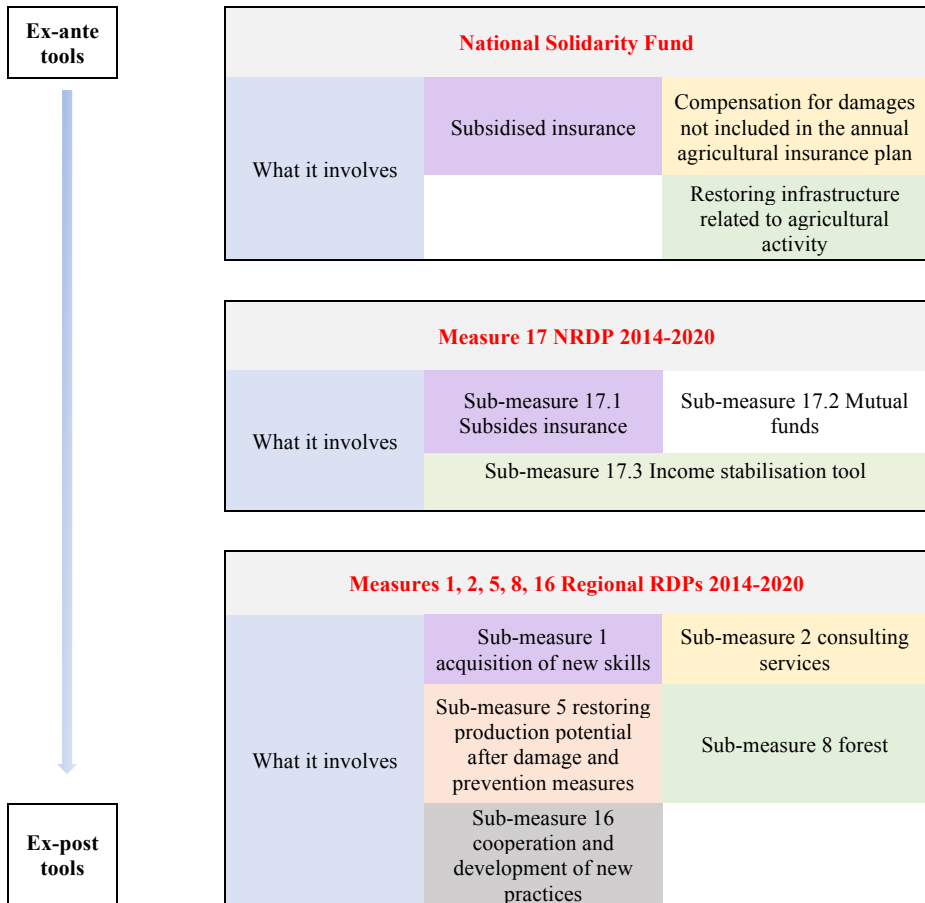 Ex-ante
tools
National Solidarity Fund
What it involves
Subsidised insurance
Compensation for damages
not included in the annual
agricultural insurance plan
Restoring infrastructure
related to agricultural
activity
Measure 17 NRDP 2014-2020
What it involves
Sub-measure 17.1
Subsides insurance
Sub-measure 17.2 Mutual
funds
Sub-measure 17.3 Income stabilisation tool
Measures 1, 2, 5, 8, 16 Regional RDPs 2014-2020
What it involves
Sub-measure 1
acquisition of new skills
Sub-measure 2 consulting
services
Sub-measure 5 restoring
production potential
after damage and
prevention measures
Sub-measure 8 forest
Sub-measure 16
cooperation and
development of new
practices
Ex-post
tools